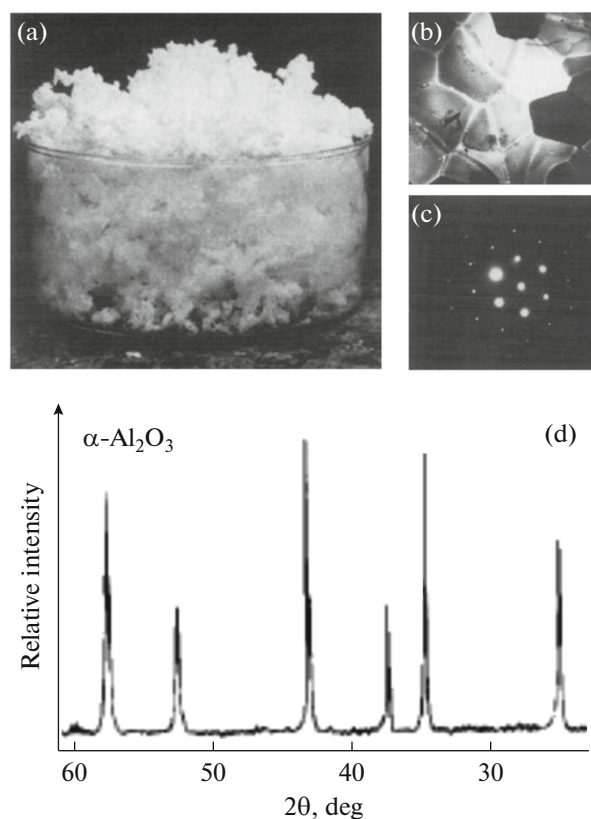 (a)
(b)
(c)
(d)
α-Al₂O₃
Relative intensity
60 50 40 30
2θ, deg